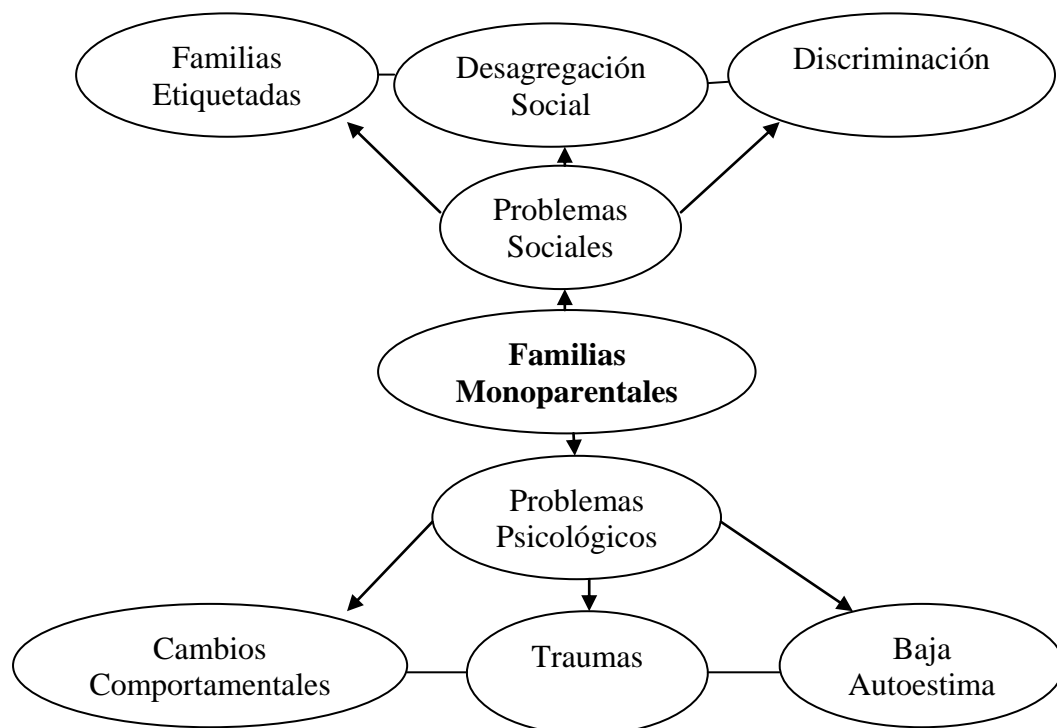 Familias
Etiquetadas
Desagregación
Social
Discriminación
Problemas
Sociales
Familias
Monoparentales
Problemas
Psicológicos
Cambios
Comportamentales
Traumas
Baja
Autoestima